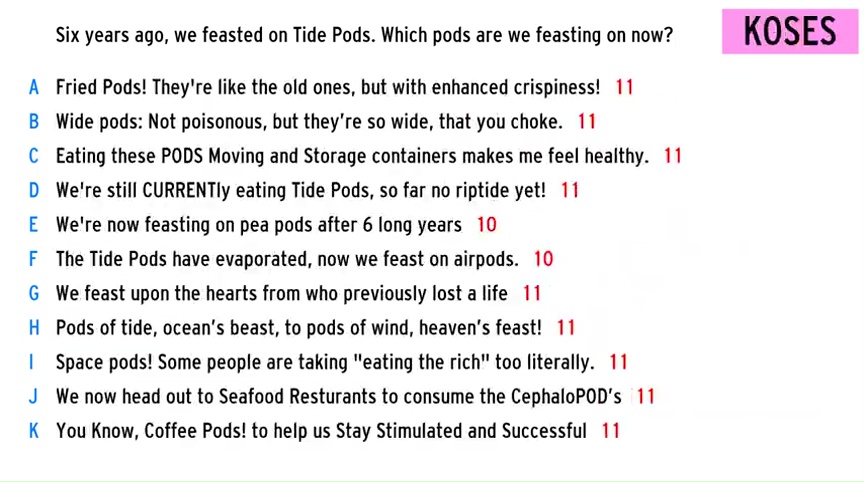 Six years ago, we feasted on Tide Pods. Which pods are we feasting on now?
KOSES
A Fried Pods! They're like the old ones, but with enhanced crispiness! 11
B Wide pods: Not poisonous, but they’re so wide, that you choke. 11
C Eating these PODS Moving and Storage containers makes me feel healthy. 11
D We're still CURRENTly eating Tide Pods, so far no riptide yet! 11
E We're now feasting on pea pods after 6 long years 10
F The Tide Pods have evaporated, now we feast on airpods. 10
G We feast upon the hearts from who previously lost a life 11
H Pods of tide, ocean’s beast, to pods of wind, heaven’s feast! 11
I Space pods! Some people are taking "eating the rich" too literally. 11
J We now head out to Seafood Resturants to consume the CephaloPOD’s 11
K You Know, Coffee Pods! to help us Stay Stimulated and Successful 11